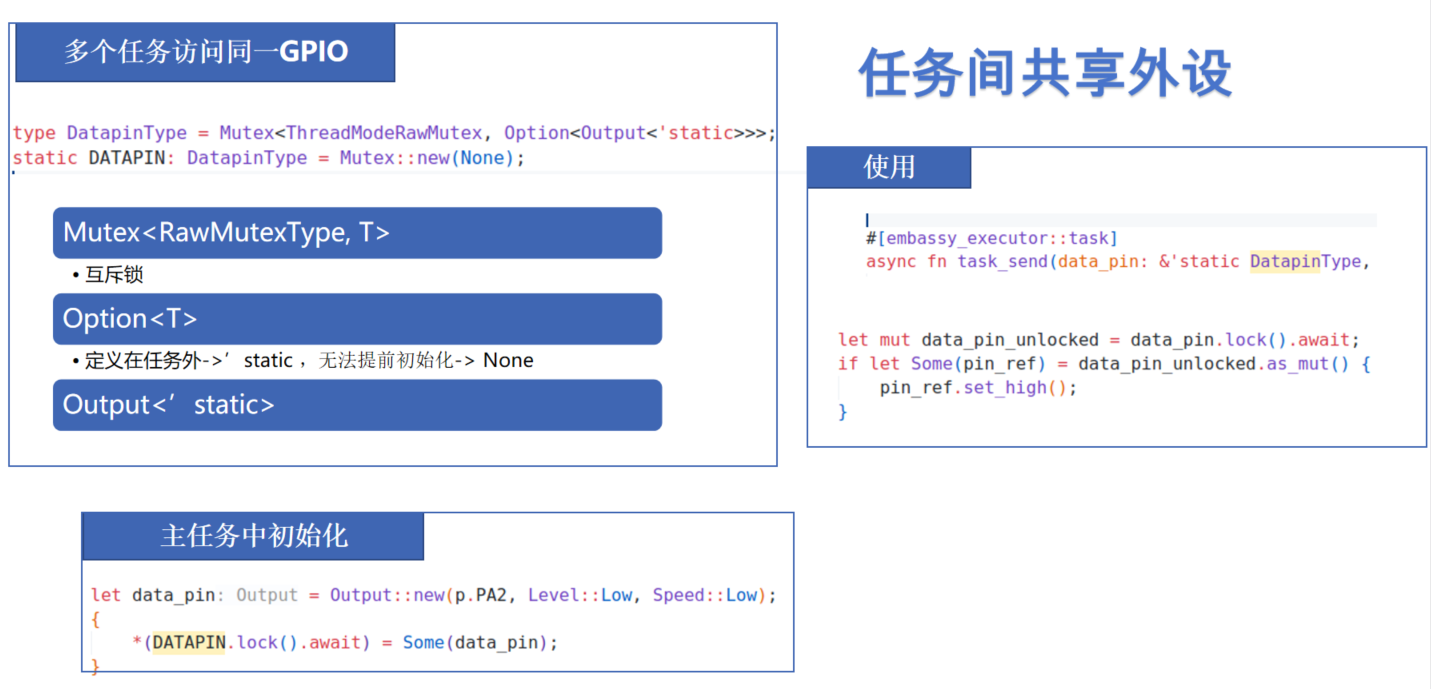 多个任务访问同一GPIO
type DatapinType = Mutex<ThreadModeRawMutex, Option<Output<'static>>>;
static DATAPIN: DatapinType = Mutex::new(None);
Mutex<RawMutexType, T>
• 互斥锁
Option<T>
• 定义在任务外->’static ，无法提前初始化-> None
Output<’static>
任务间共享外设
使用
#[embassy_executor::task]
async fn task_send(data_pin: &'static DatapinType,
let mut data_pin_unlocked = data_pin.lock().await;
if let Some(pin_ref) = data_pin_unlocked.as_mut() {
pin_ref.set_high();
}
主任务中初始化
let data_pin: Output = Output::new(p.PA2, Level::Low, Speed::Low);
{
*(DATAPIN.lock().await) = Some(data_pin);
}